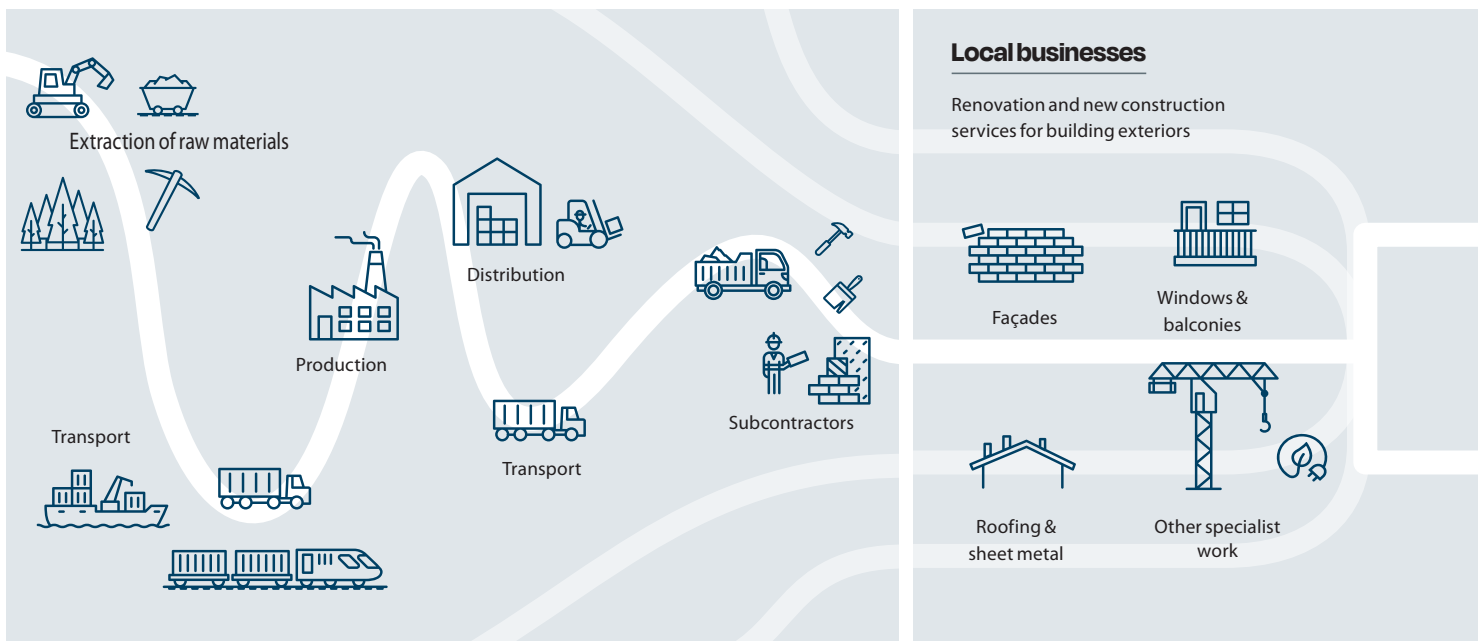 Extraction of raw materials
Transport
Production
Distribution
Transport
Subcontractors
Local businesses
Renovation and new construction
services for building exteriors
Façades
Windows &
balconies
Roofing &
sheet metal
Other specialist
work